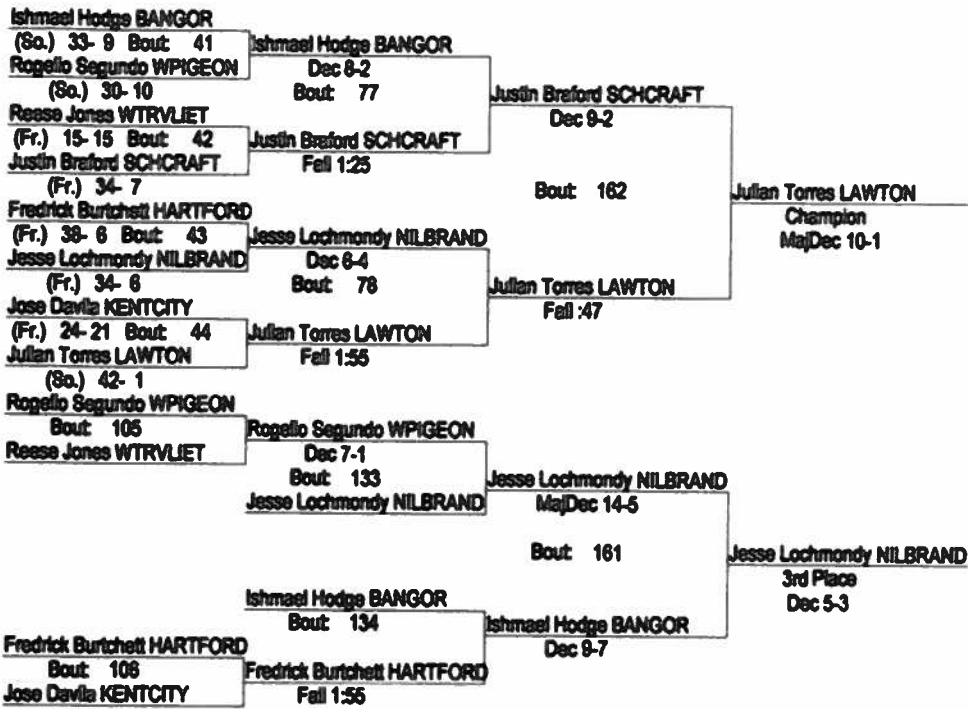 Ishmael Hodge BANGOR
(So.) 33- 9 Bout: 41
Rogelio Segundo WPIGEON
(So.) 30- 10
Reese Jones WTRVLIET
(Fr.) 15- 15 Bout: 42
Justin Braford SCHCRAFT
(Fr.) 34- 7
Fredrick Burtchett HARTFORD
(Fr.) 38- 6 Bout: 43
Jesse Lochmondy NILBRAND
(Fr.) 34- 6
Jose Davila KENTCITY
(Fr.) 24- 21 Bout: 44
Julian Torres LAWTON
(So.) 42- 1
Ishmael Hodge BANGOR
Dec 8-2
Bout: 77
Justin Braford SCHCRAFT
Fall 1:25
Jesse Lochmondy NILBRAND
Dec 6-4
Bout: 78
Julian Torres LAWTON
Fall 1:55
Justin Braford SCHCRAFT
Dec 9-2
Bout: 162
Julian Torres LAWTON
Fall :47
Julian Torres LAWTON
Champion
MajDec 10-1
Rogelio Segundo WPIGEON
Bout: 105
Reese Jones WTRVLIET
Rogelio Segundo WPIGEON
Dec 7-1
Bout: 133
Jesse Lochmondy NILBRAND
Jesse Lochmondy NILBRAND
MajDec 14-5
Bout: 161
Jesse Lochmondy NILBRAND
3rd Place
Dec 5-3
Ishmael Hodge BANGOR
Bout: 134
Fredrick Burtchett HARTFORD
Fall 1:55
Ishmael Hodge BANGOR
Dec 9-7
Fredrick Burtchett HARTFORD
Bout: 106
Jose Davila KENTCITY